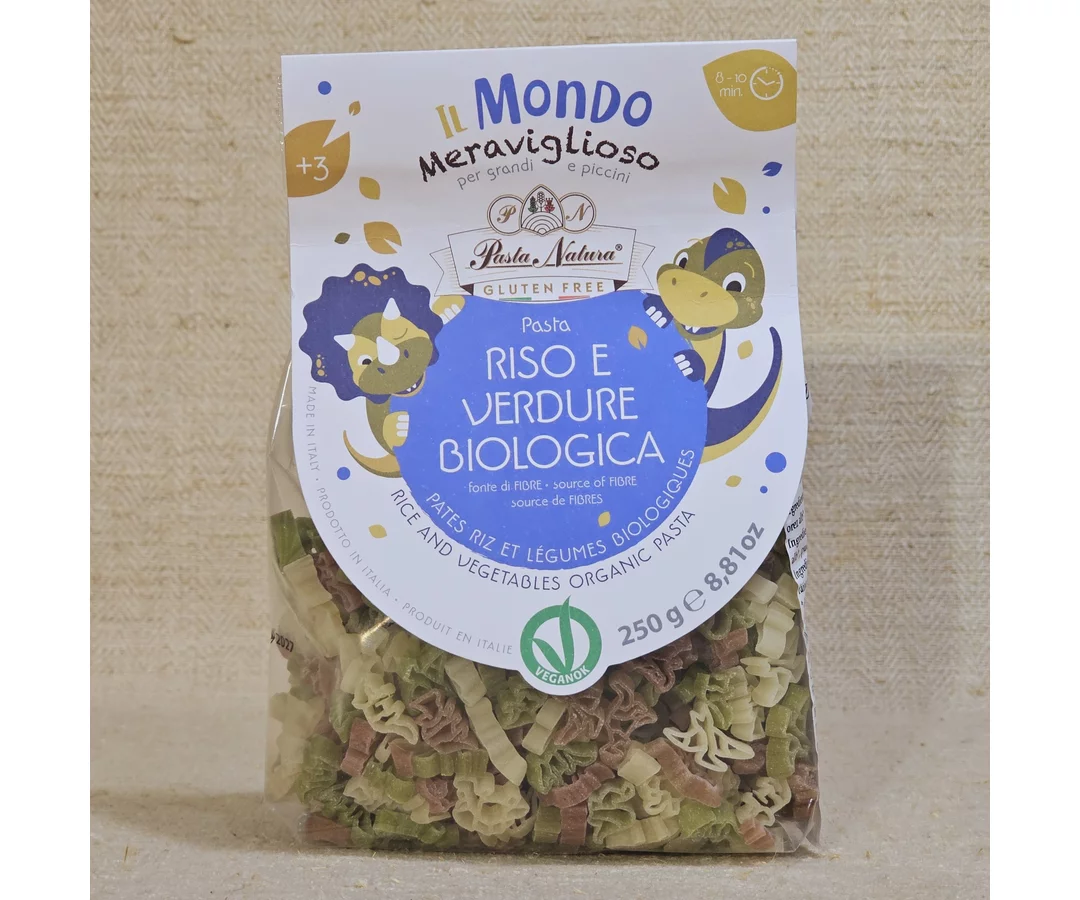 IL MONDO
Meraviglioso
per grandi e piccini
8 - 10
min.
+3
P N
Pasta Natura®
GLUTEN FREE
Pasta
RISO E
VERDURE
BIOLOGICA
fonte di FIBRE • source of FIBRE
source de FIBRES
PATES RIZ ET LÉGUMES BIOLOGIQUES
RICE AND VEGETABLES ORGANIC PASTA
MADE IN ITALY • PRODOTTO IN ITALIA • PRODUIT EN ITALIE
250 g e 8,81oz
VEGANOK
2027